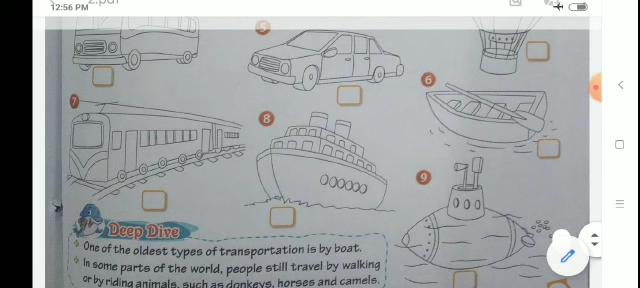 12:56 PM
2.pdf
5
6
7
8
9
Deep Dive
One of the oldest types of transportation is by boat.
In some parts of the world, people still travel by walking
or by riding animals, such as donkeys, horses and camels.